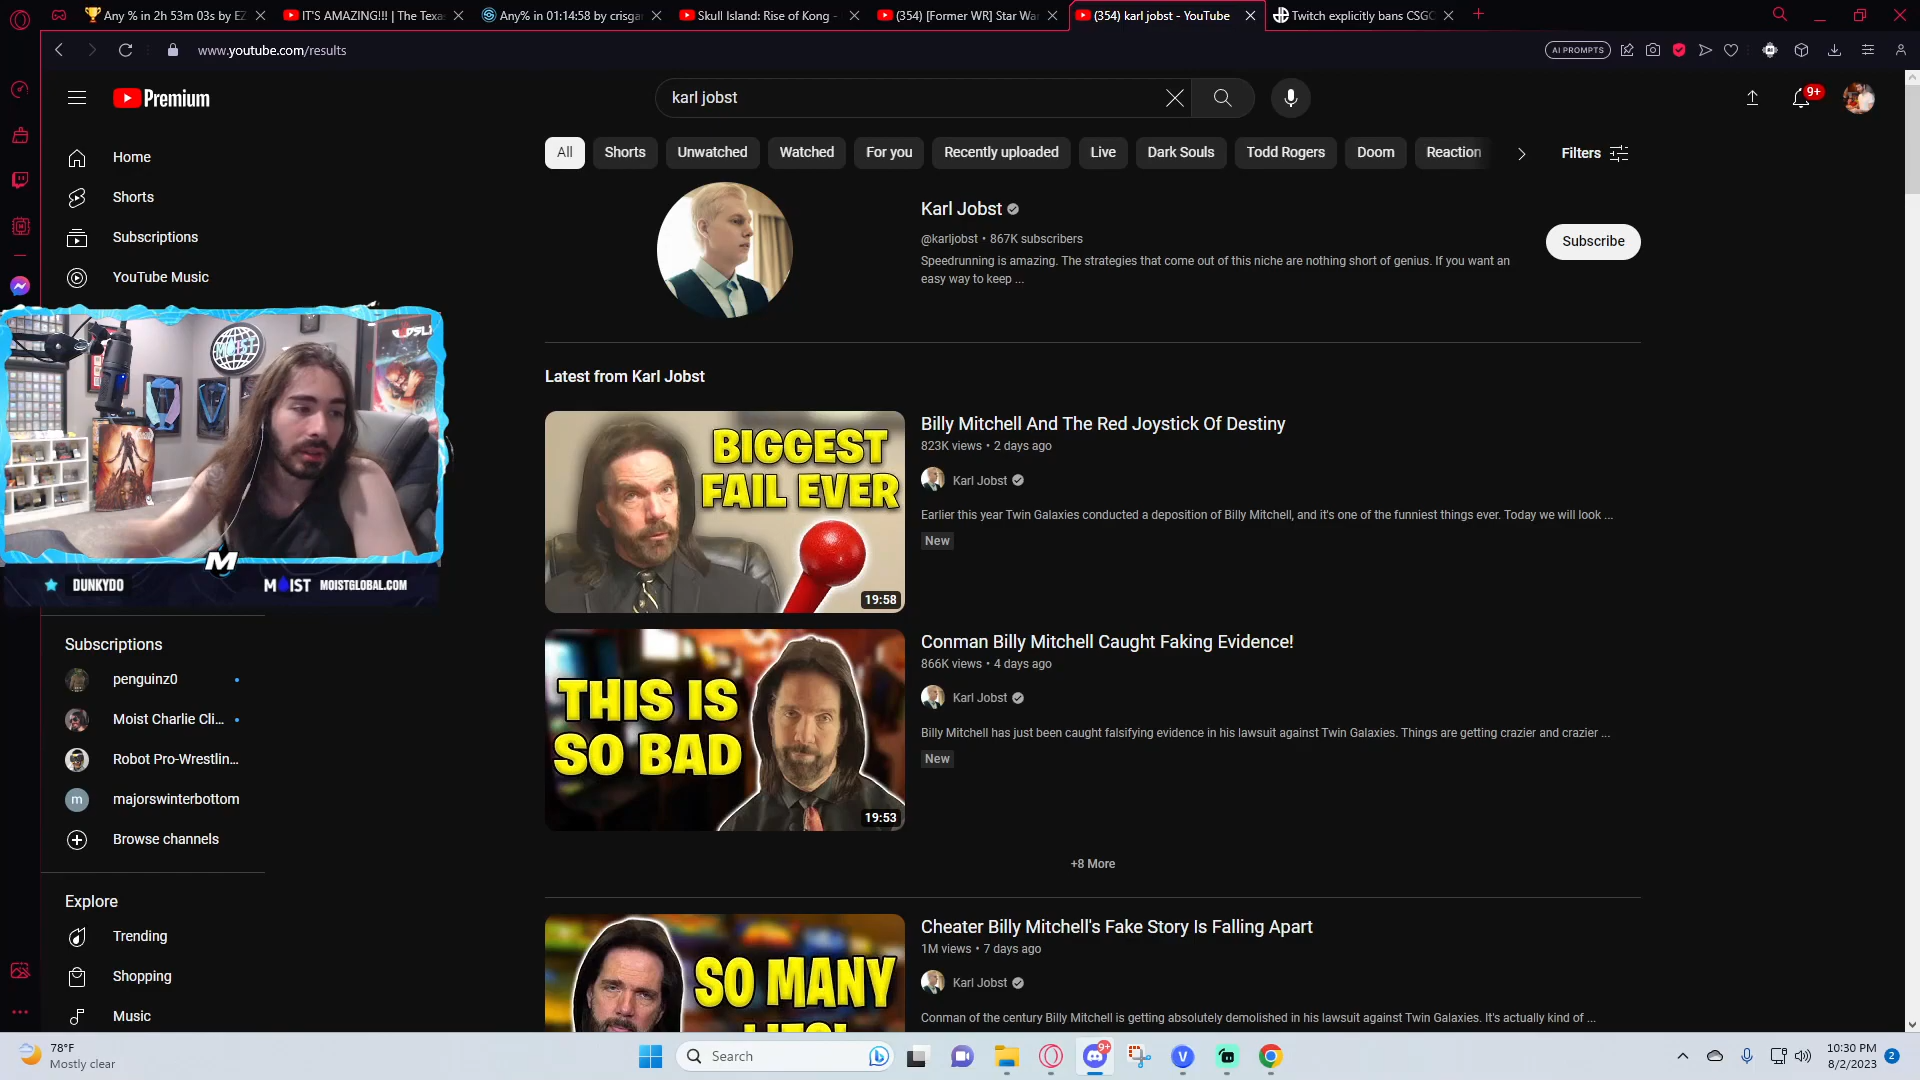 Any % in 2h 53m 03s by EZ
IT'S AMAZING!!! | The Texa
Any% in 01:14:58 by crisga
Skull Island: Rise of Kong -
(354) [Former WR] Star Wa
(354) karl jobst - YouTube
Twitch explicitly bans CSGO
www.youtube.com/results
AI PROMPTS
Premium
karl jobst
9+
All
Shorts
Unwatched
Watched
For you
Recently uploaded
Live
Dark Souls
Todd Rogers
Doom
Reaction
Filters
Home
Shorts
Subscriptions
YouTube Music
Karl Jobst
@karljobst • 867K subscribers
Speedrunning is amazing. The strategies that come out of this niche are nothing short of genius. If you want an
easy way to keep ...
Subscribe
MOIST
M
DUNKYDO
MOIST MOISTGLOBAL.COM
Latest from Karl Jobst
BIGGEST
FAIL EVER
19:58
Billy Mitchell And The Red Joystick Of Destiny
823K views • 2 days ago
Karl Jobst
Earlier this year Twin Galaxies conducted a deposition of Billy Mitchell, and it's one of the funniest things ever. Today we will look ...
New
THIS IS
SO BAD
19:53
Conman Billy Mitchell Caught Faking Evidence!
866K views • 4 days ago
Karl Jobst
Billy Mitchell has just been caught falsifying evidence in his lawsuit against Twin Galaxies. Things are getting crazier and crazier ...
New
+8 More
SO MANY
LIES!
Cheater Billy Mitchell's Fake Story Is Falling Apart
1M views • 7 days ago
Karl Jobst
Conman of the century Billy Mitchell is getting absolutely demolished in his lawsuit against Twin Galaxies. It's actually kind of ...
Subscriptions
penguinz0
Moist Charlie Cli...
Robot Pro-Wrestlin...
m
majorswinterbottom
Browse channels
Explore
Trending
Shopping
Music
78°F
Mostly clear
Search
9+
V
10:30 PM
8/2/2023
2